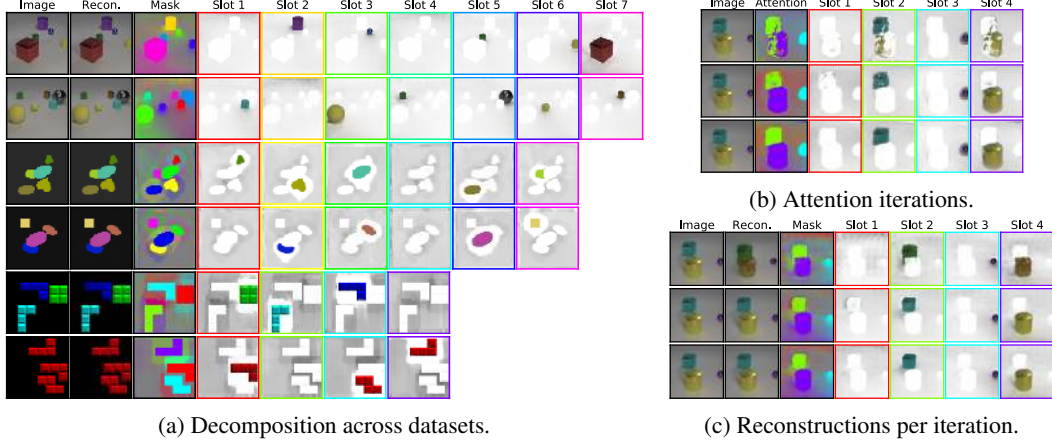 Image Recon. Mask Slot 1 Slot 2 Slot 3 Slot 4 Slot 5 Slot 6 Slot 7
(a) Decomposition across datasets.
Image Attention Slot 1 Slot 2 Slot 3 Slot 4
(b) Attention iterations.
Image Recon. Mask Slot 1 Slot 2 Slot 3 Slot 4
(c) Reconstructions per iteration.